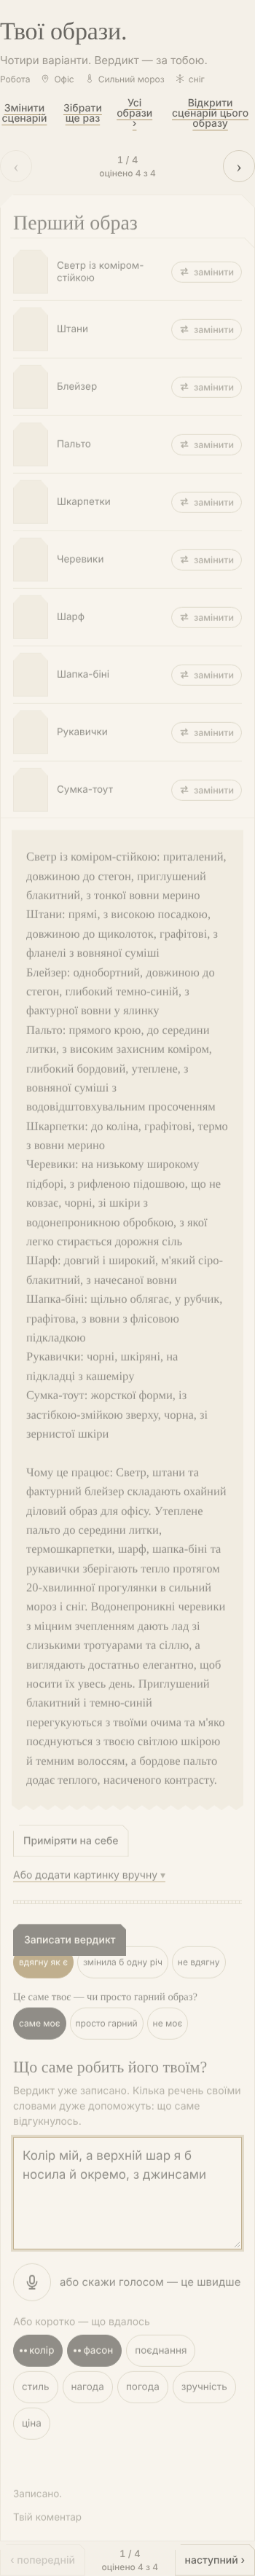 Твої образи.
Чотири варіанти. Вердикт — за тобою.
Робота Офіс Сильний мороз сніг
Змінити сценарій
Зібрати ще раз
Усі образи ›
Відкрити сценарій цього образу
‹
1 / 4
оцінено 4 з 4
›
Перший образ
Светр із коміром-
стійкою
⇄ замінити
Штани
⇄ замінити
Блейзер
⇄ замінити
Пальто
⇄ замінити
Шкарпетки
⇄ замінити
Черевики
⇄ замінити
Шарф
⇄ замінити
Шапка-біні
⇄ замінити
Рукавички
⇄ замінити
Сумка-тоут
⇄ замінити
Светр із коміром-стійкою: приталений,
довжиною до стегон, приглушений
блакитний, з тонкої вовни мерино
Штани: прямі, з високою посадкою,
довжиною до щиколоток, графітові, з
фланелі з вовняної суміші
Блейзер: однобортний, довжиною до
стегон, глибокий темно-синій, з
фактурної вовни у ялинку
Пальто: прямого крою, до середини
литки, з високим захисним коміром,
глибокий бордовий, утеплене, з
вовняної суміші з
водовідштовхувальним просоченням
Шкарпетки: до коліна, графітові, термо
з вовни мерино
Черевики: на низькому широкому
підборі, з рифленою підошвою, що не
ковзає, чорні, зі шкіри з
водонепроникною обробкою, з якої
легко стирається дорожня сіль
Шарф: довгий і широкий, м'який сіро-
блакитний, з начесаної вовни
Шапка-біні: щільно облягає, у рубчик,
графітова, з вовни з флісовою
підкладкою
Рукавички: чорні, шкіряні, на
підкладці з кашеміру
Сумка-тоут: жорсткої форми, із
застібкою-змійкою зверху, чорна, зі
зернистої шкіри
Чому це працює: Светр, штани та
фактурний блейзер складають охайний
діловий образ для офісу. Утеплене
пальто до середини литки,
термошкарпетки, шарф, шапка-біні та
рукавички зберігають тепло протягом
20-хвилинної прогулянки в сильний
мороз і сніг. Водонепроникні черевики
з міцним зчепленням дають лад зі
слизькими тротуарами та сіллю, а
виглядають достатньо елегантно, щоб
носити їх увесь день. Приглушений
блакитний і темно-синій
перегукуються з твоїми очима та м'яко
поєднуються з твоєю світлою шкірою
й темним волоссям, а бордове пальто
додає теплого, насиченого контрасту.
Приміряти на себе
Або додати картинку вручну ▾
Записати вердикт
вдягну як є
змінила б одну річ
не вдягну
Це саме твоє — чи просто гарний образ?
саме моє
просто гарний
не моє
Що саме робить його твоїм?
Вердикт уже записано. Кілька речень своїми
словами дуже допоможуть: що саме
відгукнулось.
Колір мій, а верхній шар я б
носила й окремо, з джинсами
або скажи голосом — це швидше
Або коротко — що вдалось
колір
фасон
поєднання
стиль
нагода
погода
зручність
ціна
Записано.
Твій коментар
‹ попередній
1 / 4
оцінено 4 з 4
наступний ›